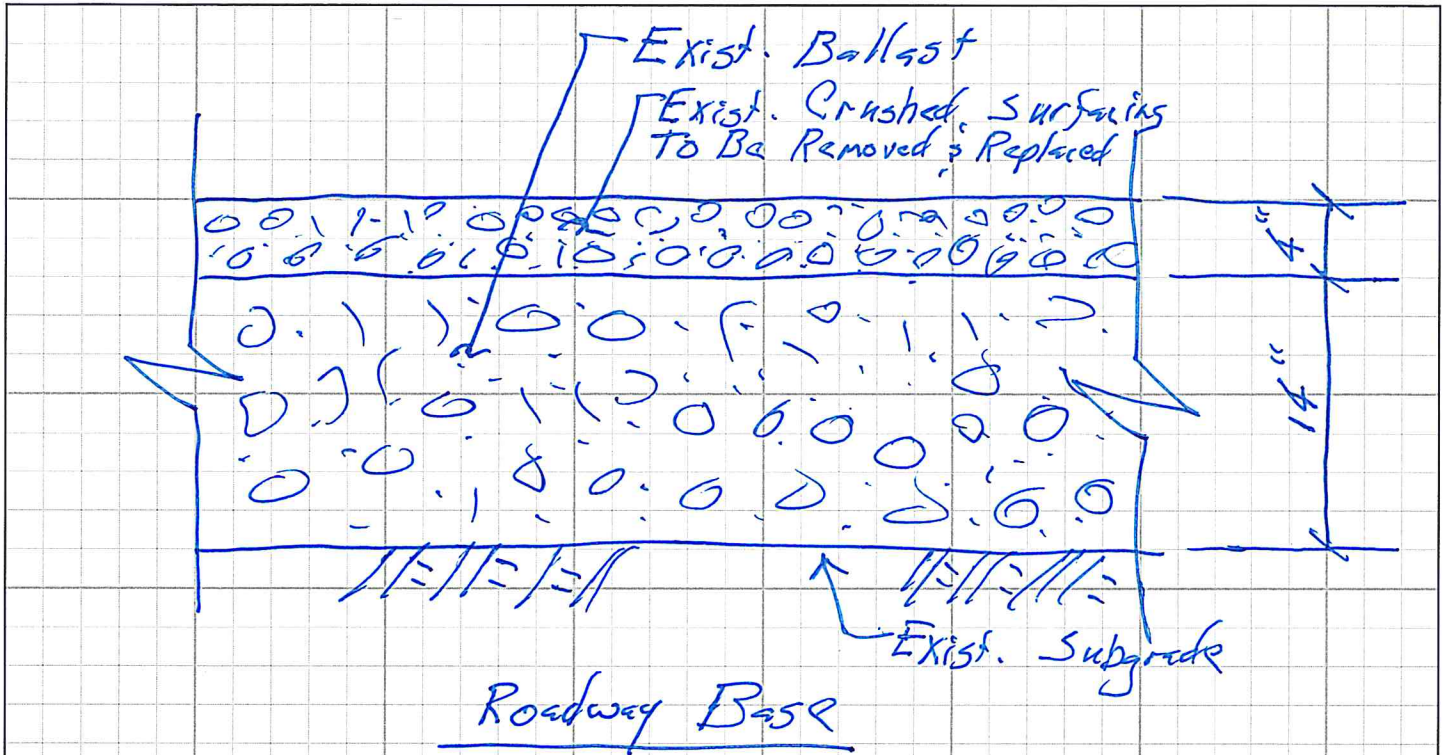 Exist. Ballast
Exist. Crushed Surfacing
To Be Removed & Replaced
4"
14"
Exist. Subgrade
Roadway Base